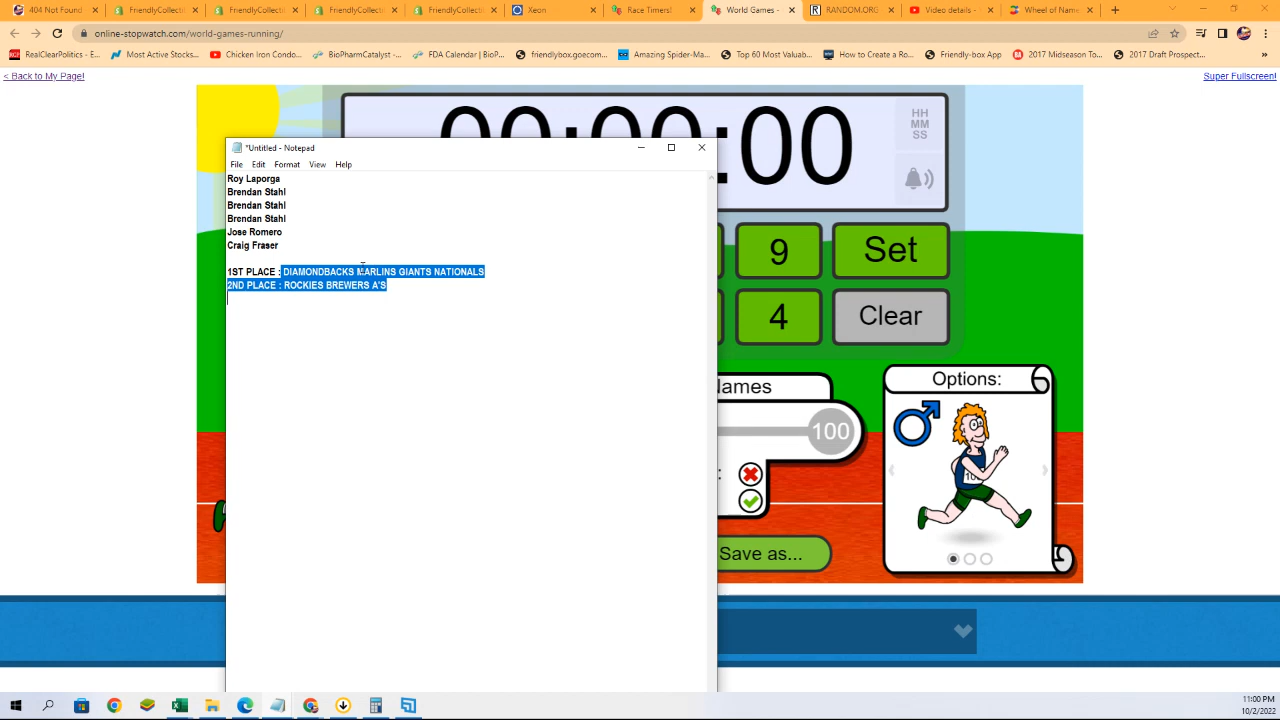 404 Not Found
FriendlyCollecti
FriendlyCollecti
FriendlyCollecti
FriendlyCollecti
Xeon
Race Timers!
World Games -
RANDOM.ORG
Video details -
Wheel of Nam
online-stopwatch.com/world-games-running/
RealClearPolitics - E...
Most Active Stocks...
Chicken Iron Condo...
BioPharmCatalyst -...
FDA Calendar | BioP...
friendlybox.goecom...
Amazing Spider-Ma...
Top 60 Most Valuab...
How to Create a Ro...
Friendly-box App
2017 Midseason To...
2017 Draft Prospect...
< Back to My Page!
Super Fullscreen!
00:00:00
HH
MM
SS
*Untitled - Notepad
File Edit Format View Help
Roy Laporga
Brendan Stahl
Brendan Stahl
Brendan Stahl
Jose Romero
Craig Fraser
1ST PLACE : DIAMONDBACKS MARLINS GIANTS NATIONALS
2ND PLACE : ROCKIES BREWERS A'S
9 Set
4 Clear
Names
100
Options:
Save as...
11:00 PM
10/2/2022